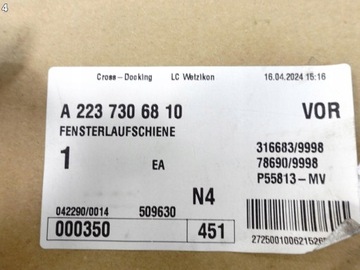 4
Cross-Docking LC Wetzikon 16.04.2024 15:16
A 223 730 68 10 VOR
FENSTERLAUFSCHIENE
1 EA
316683/9998
78690/9998
P55813-MV
N4
042290/0014 509630
000350 451